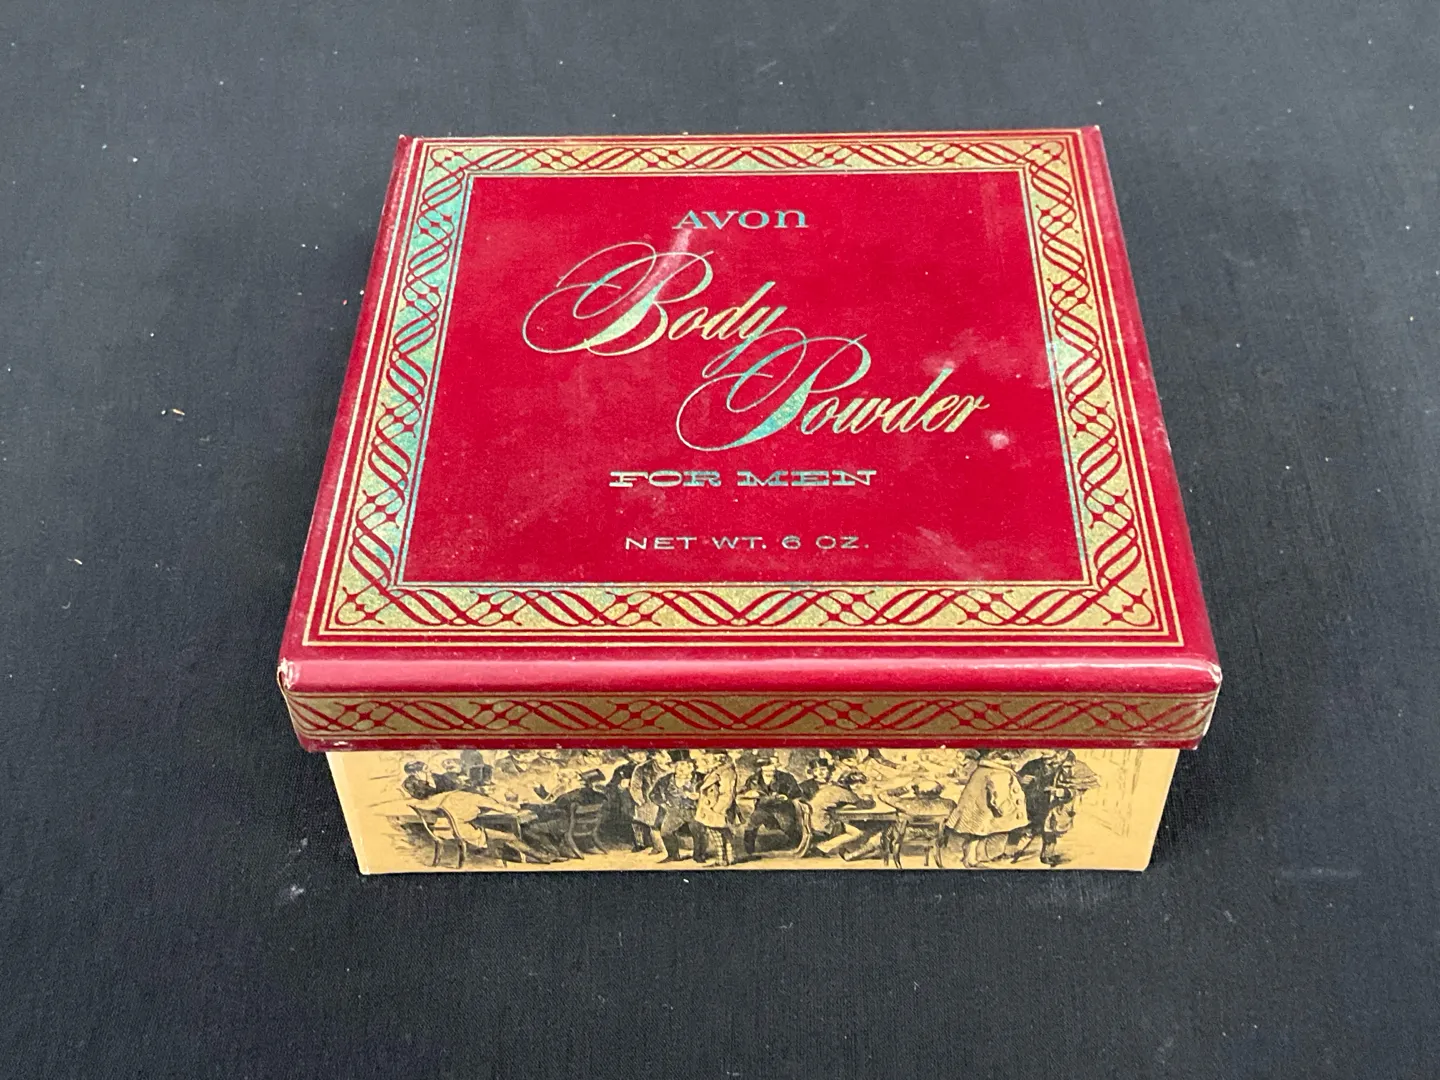 AVON
Body
Powder
FOR MEN
NET WT. 6 OZ.